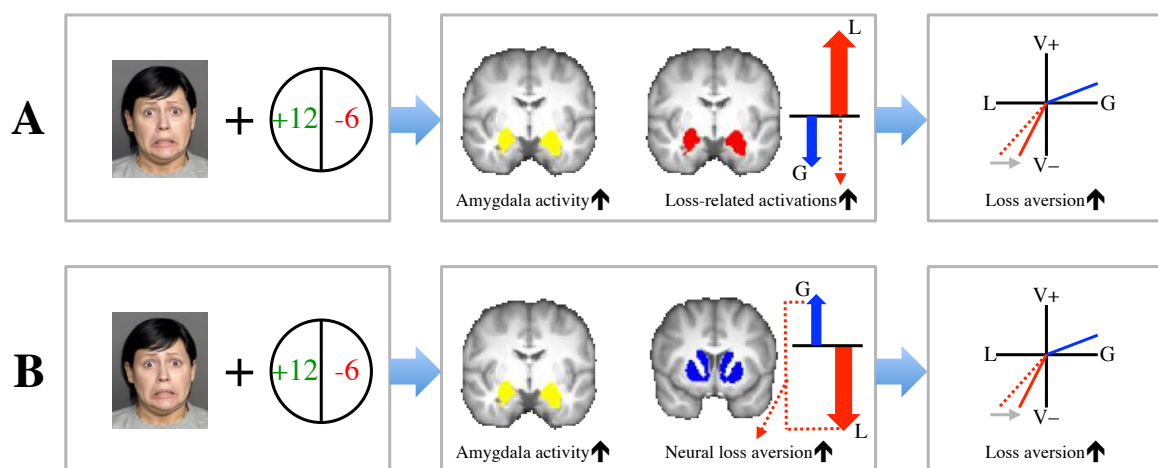 A
+
+12
-6
L
G
Amygdala activity
Loss-related activations
V+
L
G
V–
Loss aversion
B
+
+12
-6
G
L
Amygdala activity
Neural loss aversion
V+
L
G
V–
Loss aversion